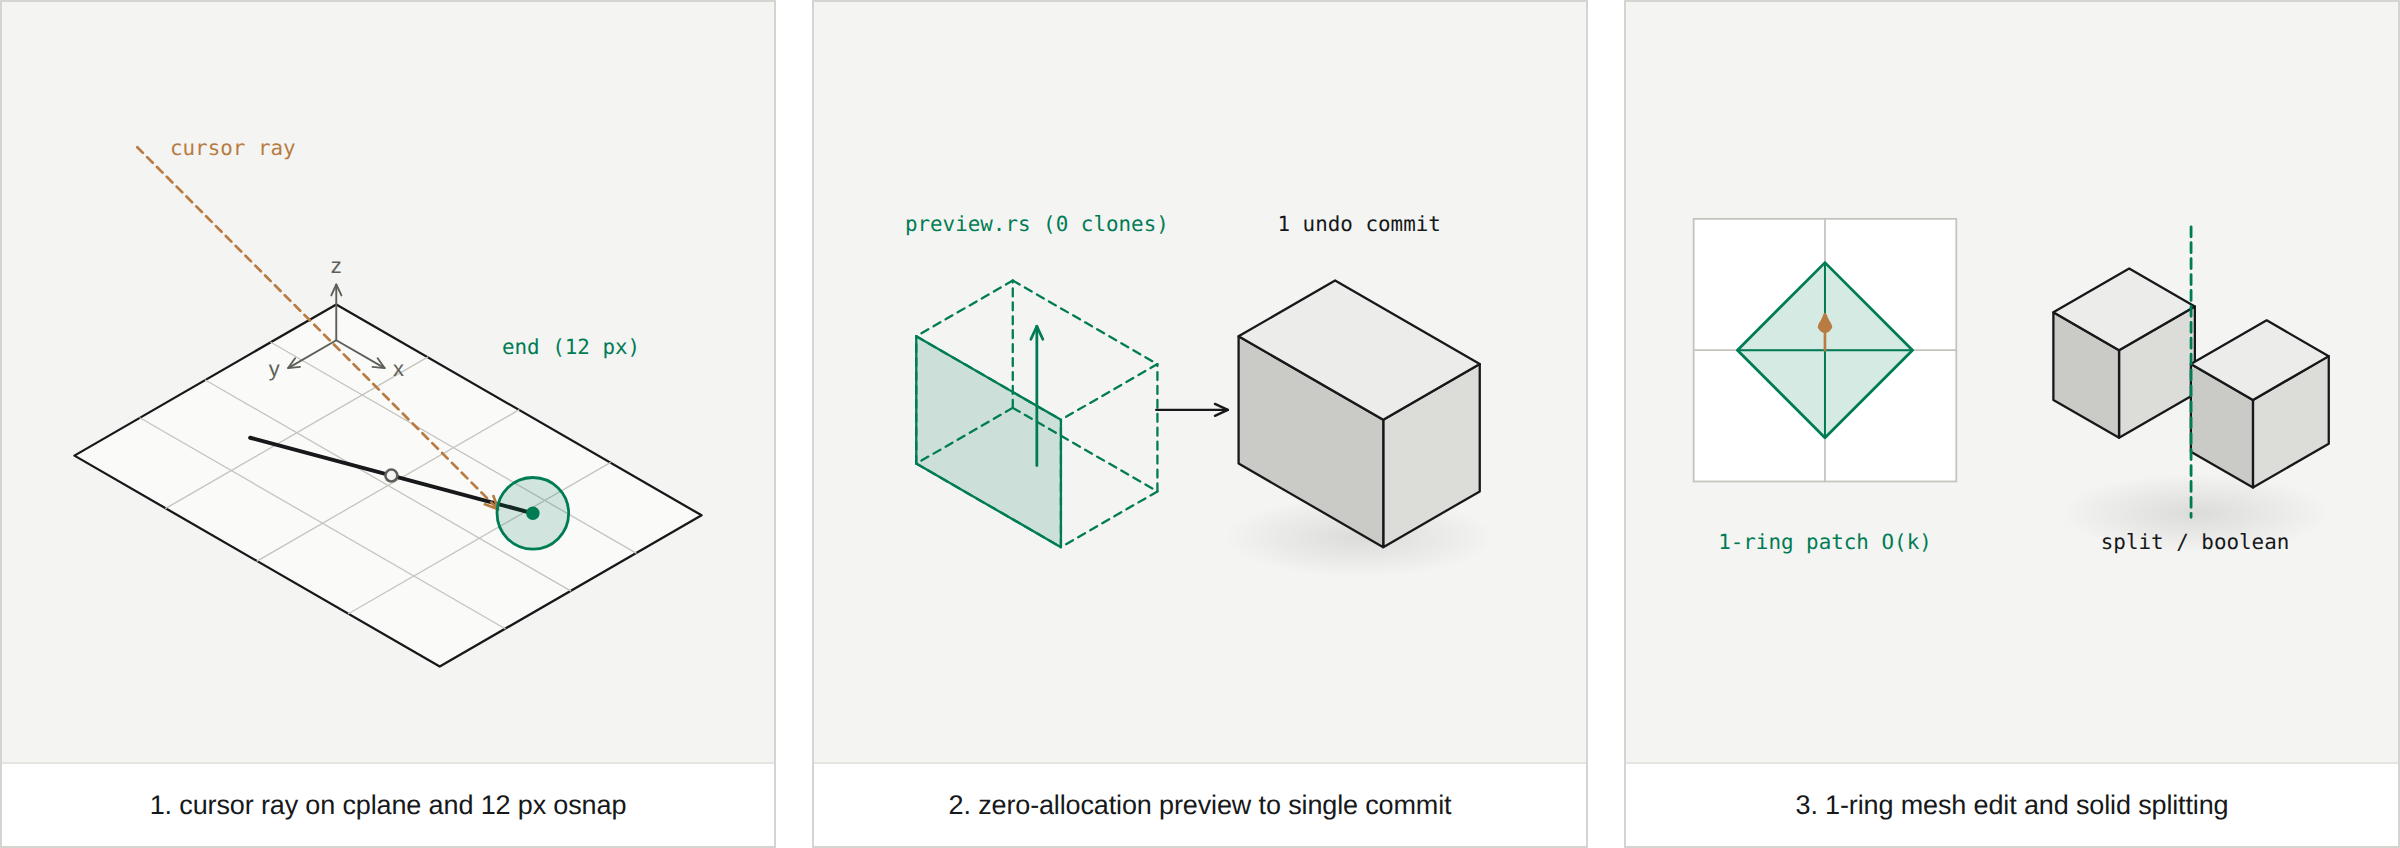 cursor ray
z
y
x
end (12 px)
1. cursor ray on cplane and 12 px osnap
preview.rs (0 clones)
1 undo commit
2. zero-allocation preview to single commit
1-ring patch O(k)
split / boolean
3. 1-ring mesh edit and solid splitting